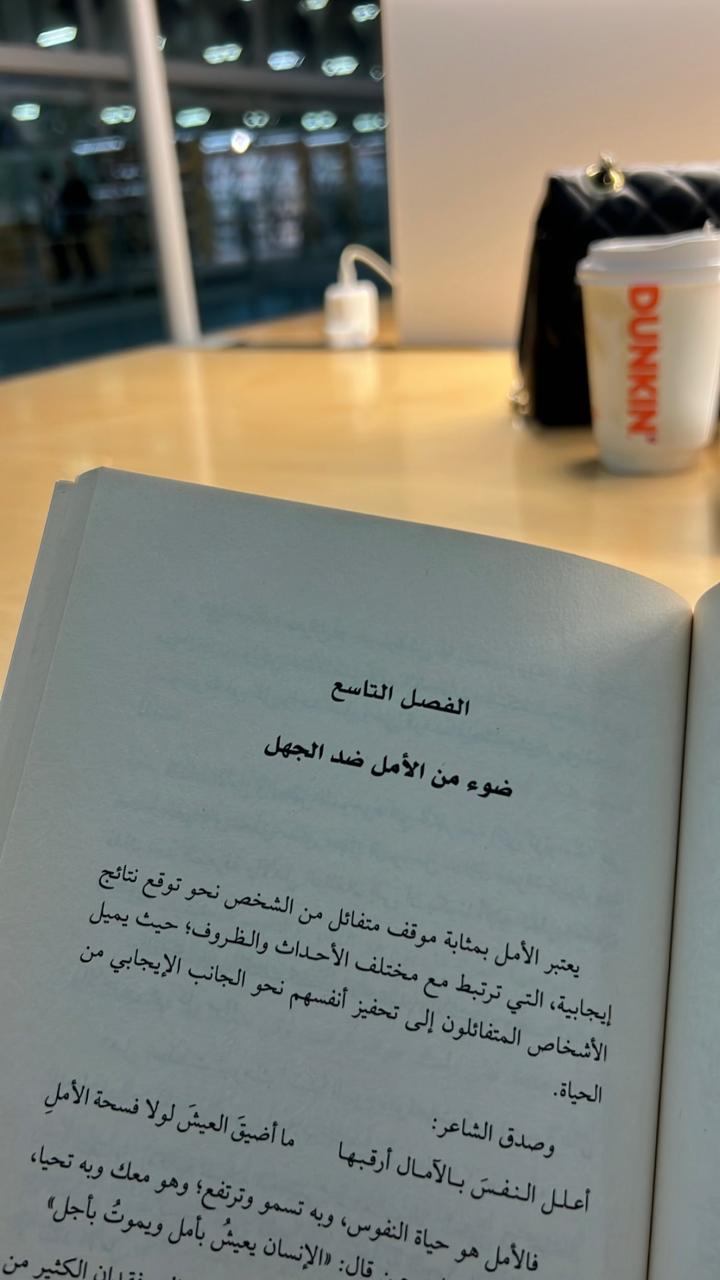 DUNKIN'
الفصل التاسع
ضوء من الأمل ضد الجهل
يعتبر الأمل بمثابة موقف متفائل من الشخص نحو توقع نتائج
إيجابية، التي ترتبط مع مختلف الأحداث والظروف؛ حيث يميل
الأشخاص المتفائلون إلى تحفيز أنفسهم نحو الجانب الإيجابي من
الحياة.
وصدق الشاعر:
أعلل النفسَ بالآمال أرقبها ما أضيقَ العيشَ لولا فسحة الأملِ
فالأمل هو حياة النفوس، وبه تسمو وترتفع؛ وهو معك وبه تحيا،
قال: «الإنسان يعيشُ بأمل ويموتُ بأجل»
فقدان الكثير من